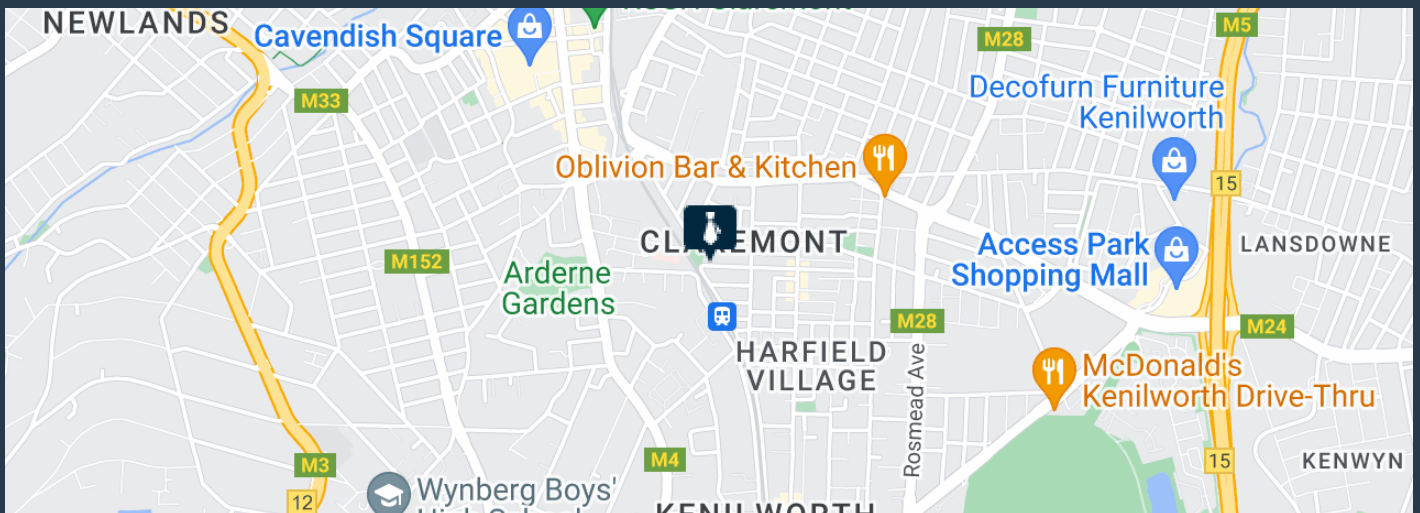 NEWLANDS
Cavendish Square
M28
M5
M33
Decofurn Furniture
Kenilworth
Oblivion Bar & Kitchen
15
CLAREMONT
M152
Arderne
Gardens
Access Park
Shopping Mall
LANSDOWNE
M28
M24
HARFIELD
VILLAGE
Rosmead Ave
McDonald's
Kenilworth Drive-Thru
M3
M4
15
KENWYN
12
Wynberg Boys'
KENILWORTH